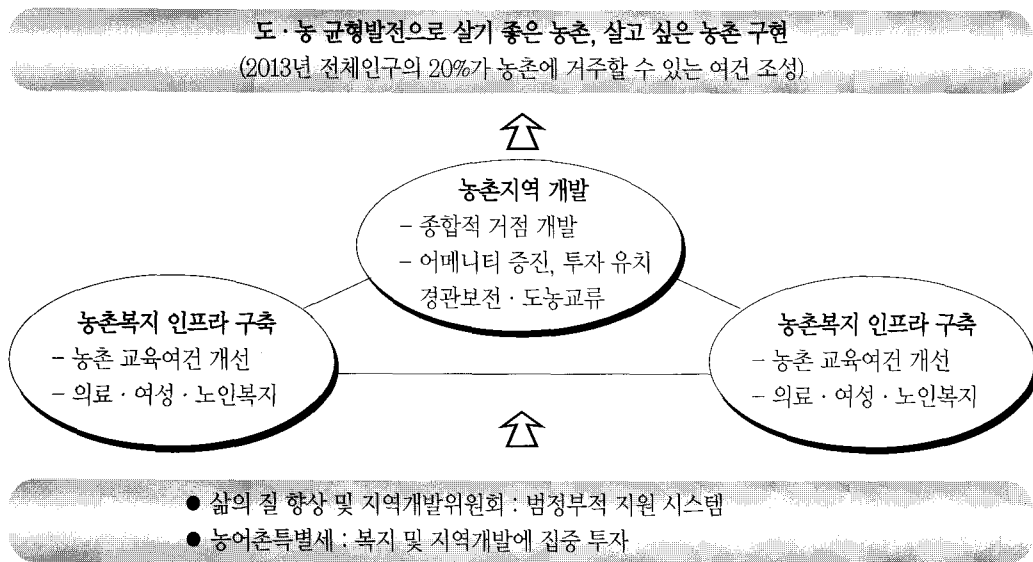 도 · 농 균형발전으로 살기 좋은 농촌, 살고 싶은 농촌 구현
(2013년 전체인구의 20%가 농촌에 거주할 수 있는 여건 조성)
농촌지역 개발
– 종합적 거점 개발
– 어메니티 증진, 투자 유치
경관보전 · 도농교류
농촌복지 인프라 구축
– 농촌 교육여건 개선
– 의료 · 여성 · 노인복지
농촌복지 인프라 구축
– 농촌 교육여건 개선
– 의료 · 여성 · 노인복지
● 삶의 질 향상 및 지역개발위원회 : 범정부적 지원 시스템
● 농어촌특별세 : 복지 및 지역개발에 집중 투자